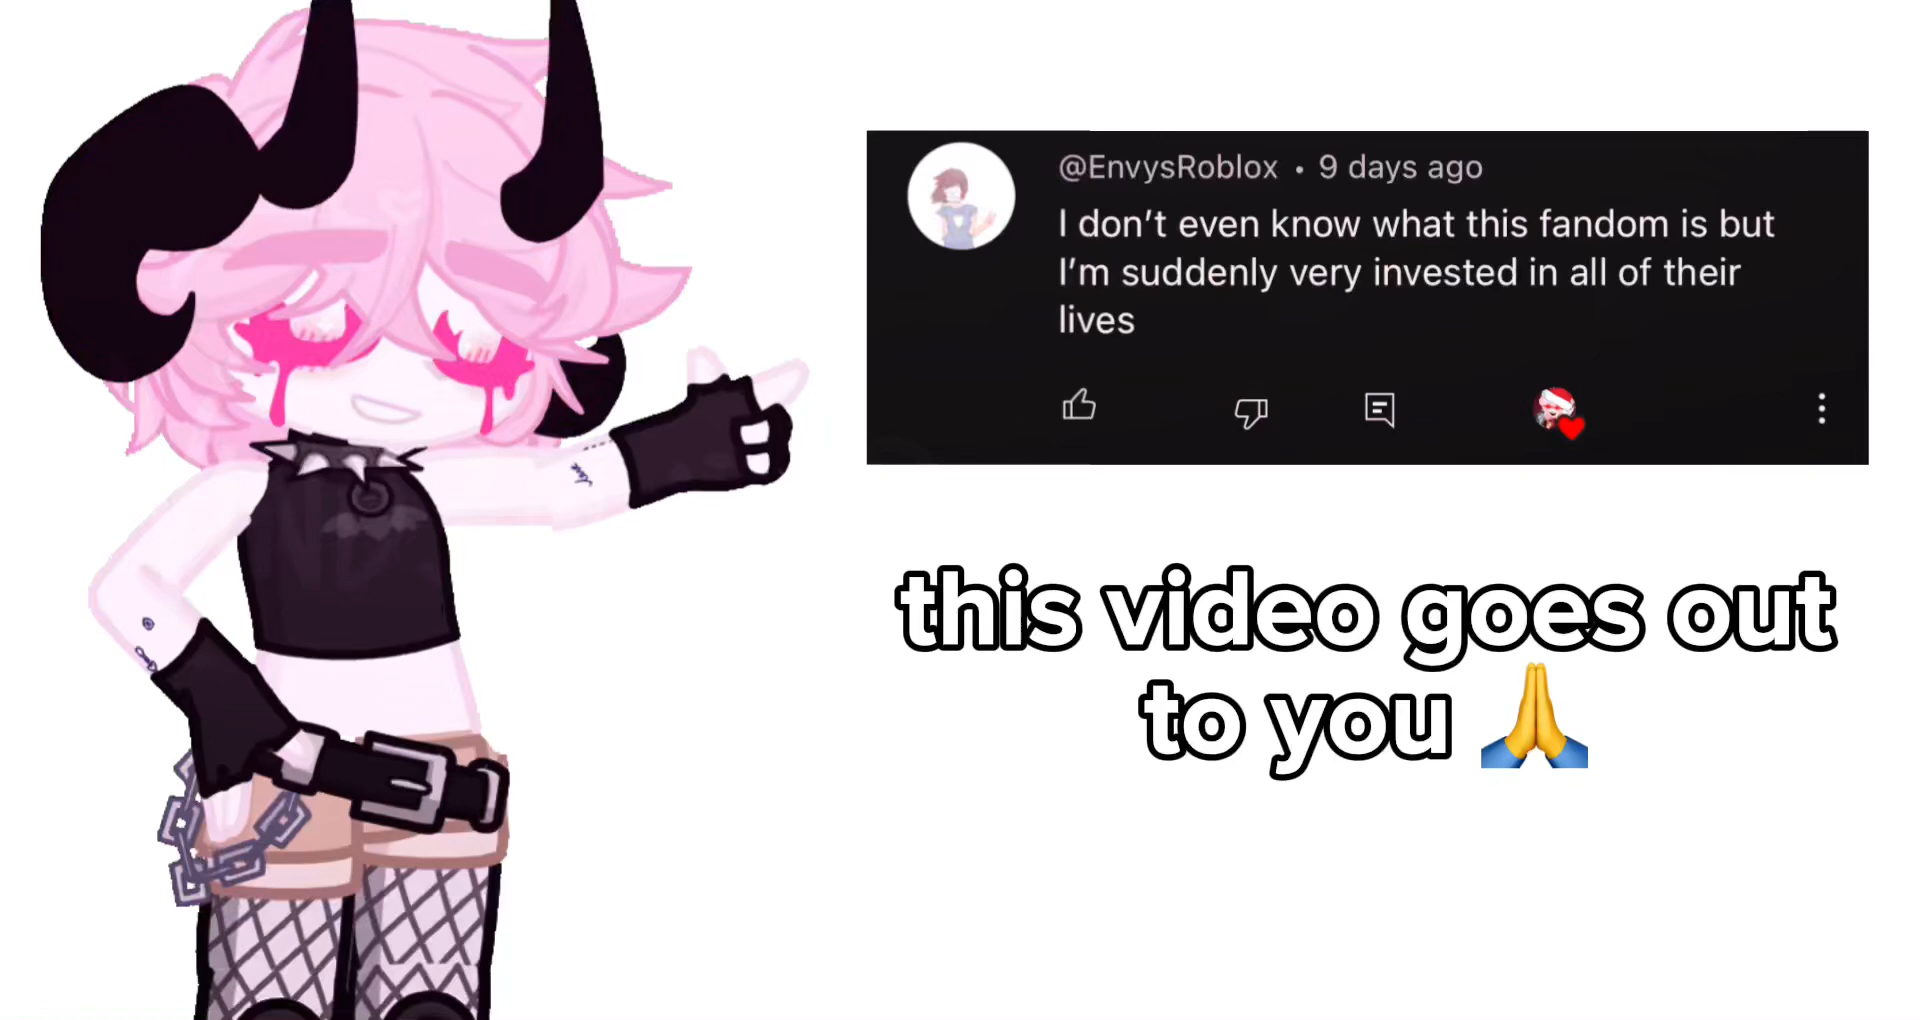 @EnvysRoblox • 9 days ago
I don’t even know what this fandom is but
I’m suddenly very invested in all of their
lives
this video goes out
to you 🙏